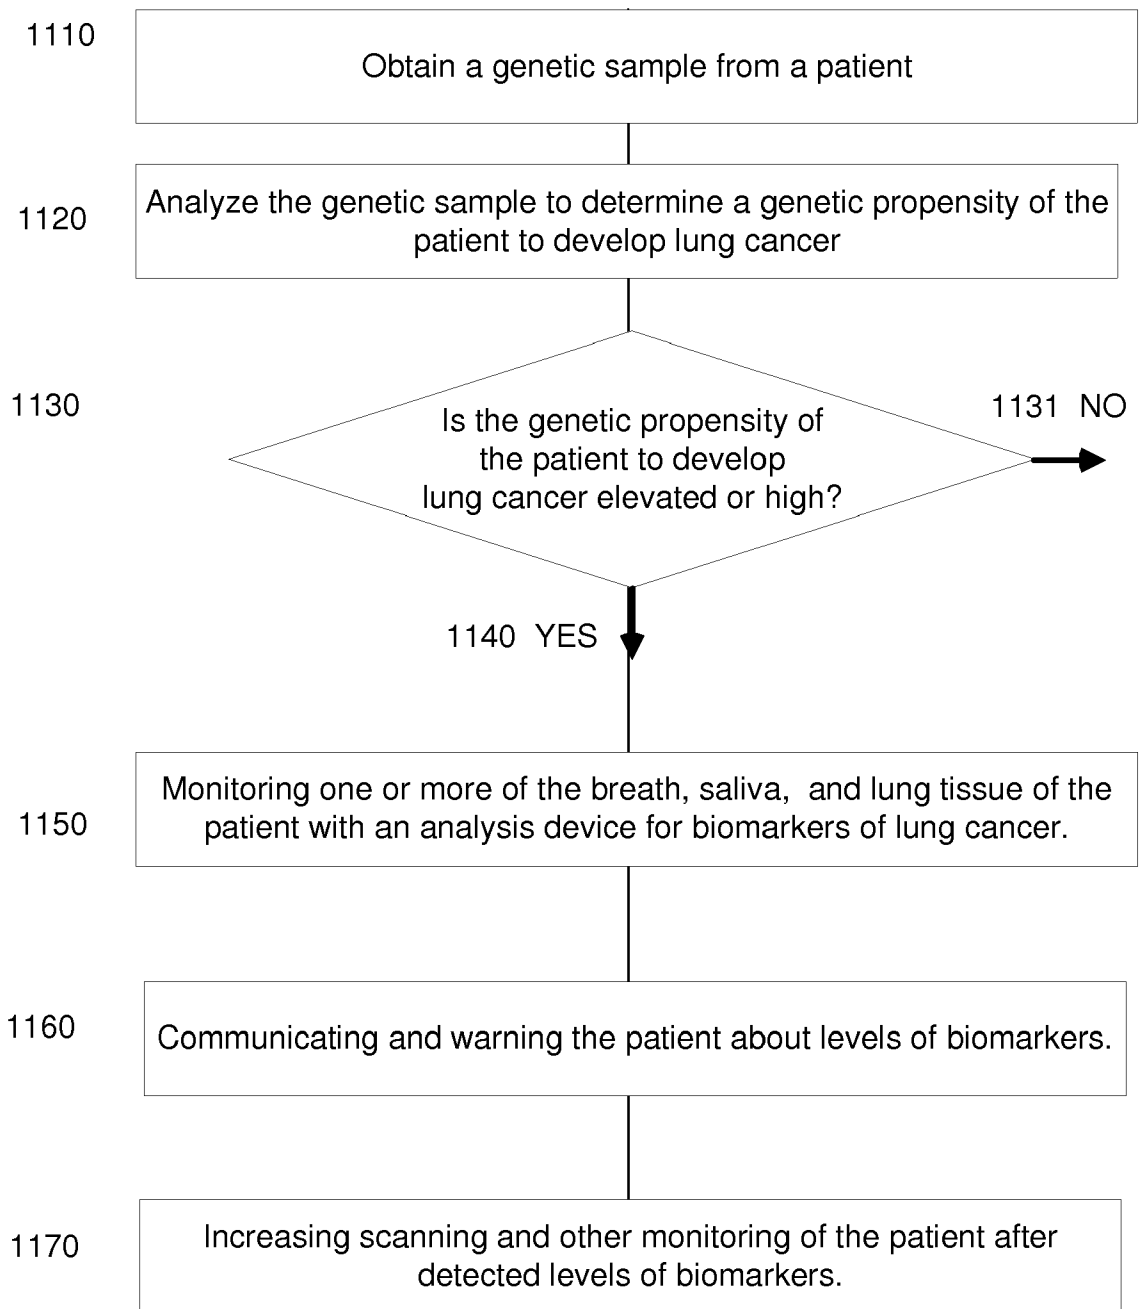 1110
Obtain a genetic sample from a patient
1120
Analyze the genetic sample to determine a genetic propensity of the
patient to develop lung cancer
1130
Is the genetic propensity of
the patient to develop
lung cancer elevated or high?
1131 NO
1140 YES
1150
Monitoring one or more of the breath, saliva, and lung tissue of the
patient with an analysis device for biomarkers of lung cancer.
1160
Communicating and warning the patient about levels of biomarkers.
1170
Increasing scanning and other monitoring of the patient after
detected levels of biomarkers.